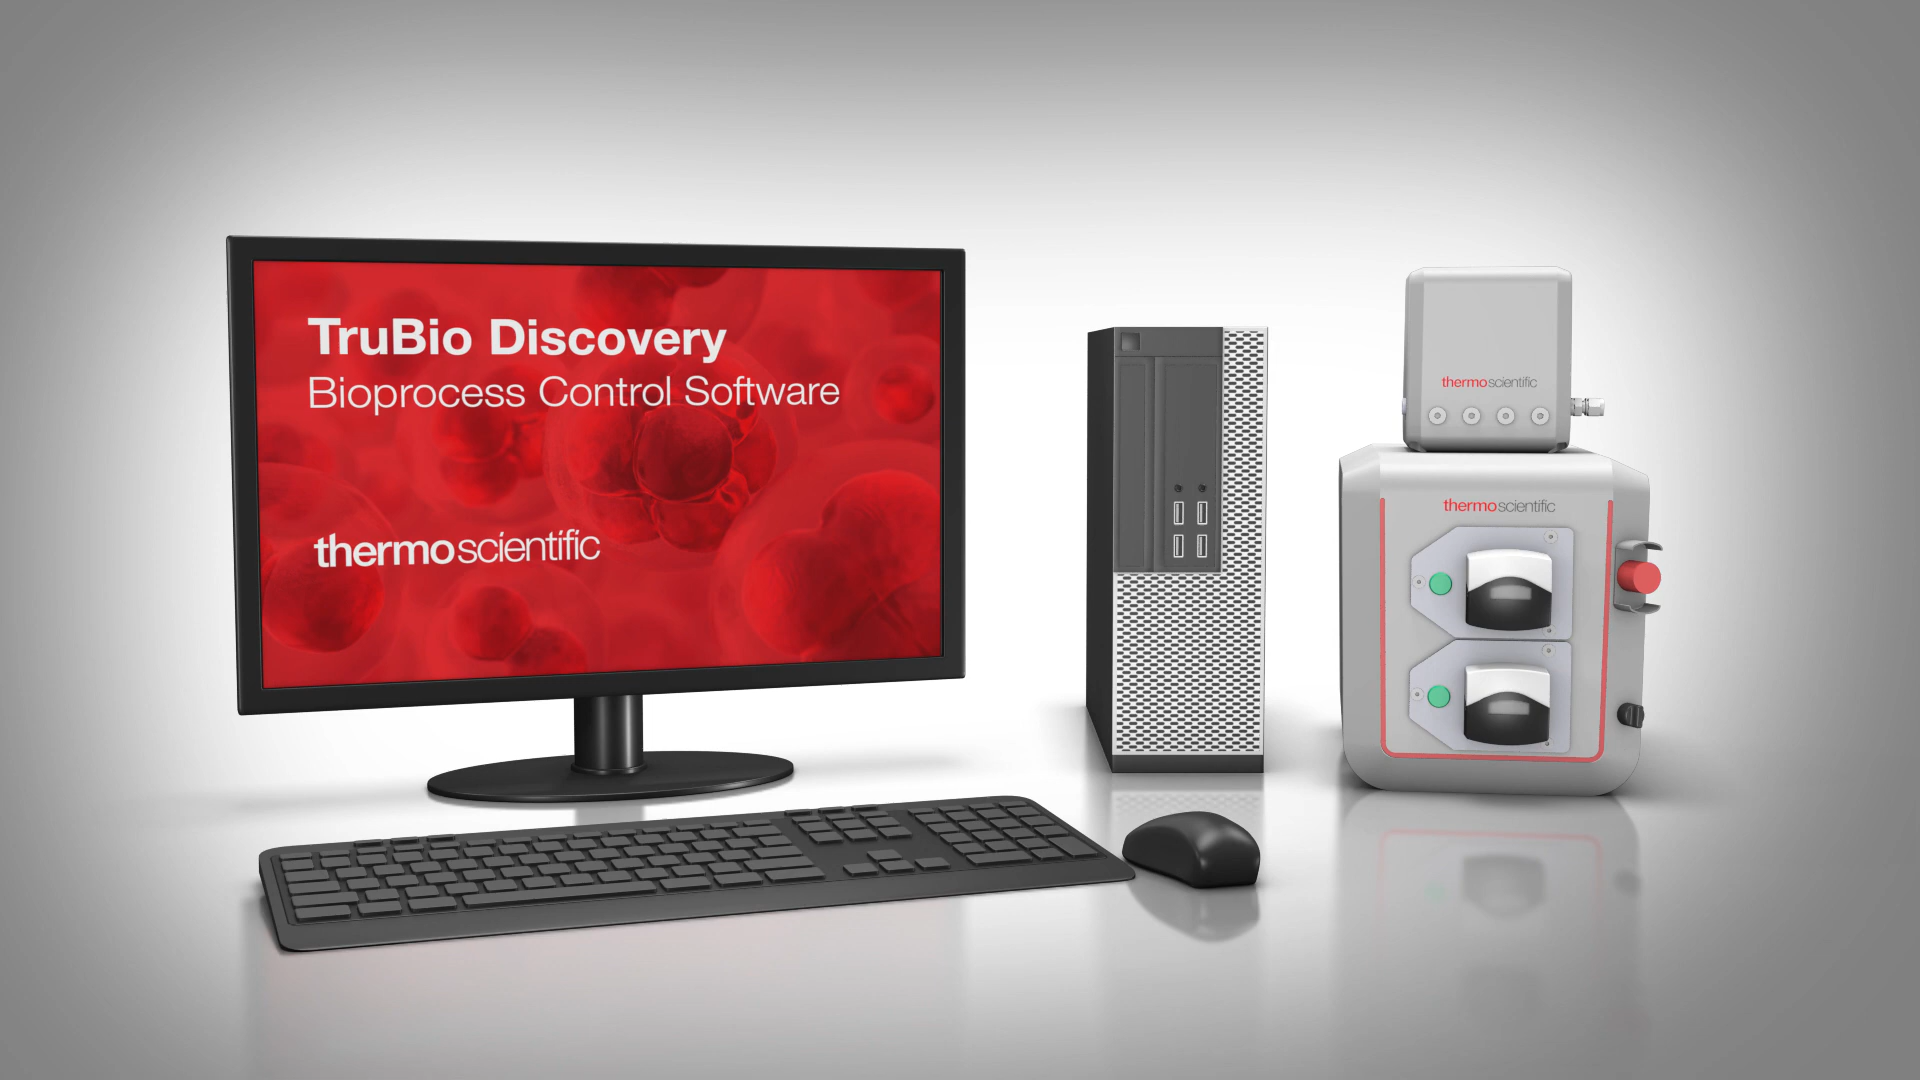 TruBio Discovery
Bioprocess Control Software
thermoscientific
thermoscientific
thermoscientific